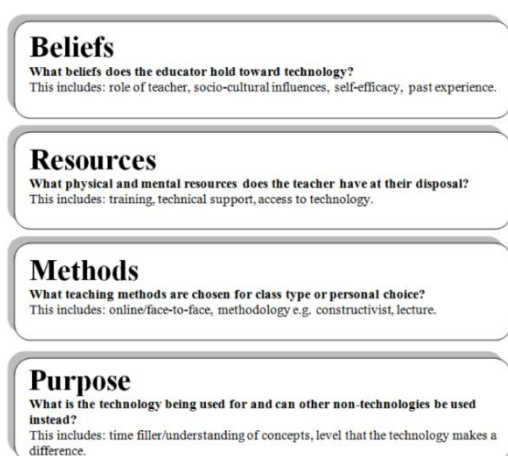 Beliefs
What beliefs does the educator hold toward technology?
This includes: role of teacher, socio-cultural influences, self-efficacy, past experience.
Resources
What physical and mental resources does the teacher have at their disposal?
This includes: training, technical support, access to technology.
Methods
What teaching methods are chosen for class type or personal choice?
This includes: online/face-to-face, methodology e.g. constructivist, lecture.
Purpose
What is the technology being used for and can other non-technologies be used
instead?
This includes: time filler/understanding of concepts, level that the technology makes a
difference.